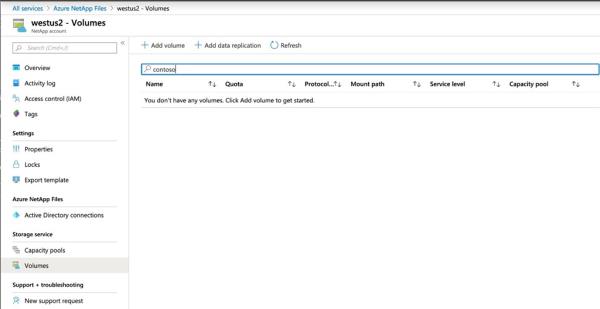 All services > Azure NetApp Files > westus2 - Volumes
westus2 - Volumes
NetApp account
Search (Cmd+/)
«
+ Add volume + Add data replication Refresh
contoso
Name ↑↓ Quota ↑↓ Protocol...↑↓ Mount path ↑↓ Service level ↑↓ Capacity pool ↑↓
You don't have any volumes. Click Add volume to get started.
Overview
Activity log
Access control (IAM)
Tags
Settings
Properties
Locks
Export template
Azure NetApp Files
Active Directory connections
Storage service
Capacity pools
Volumes
Support + troubleshooting
New support request